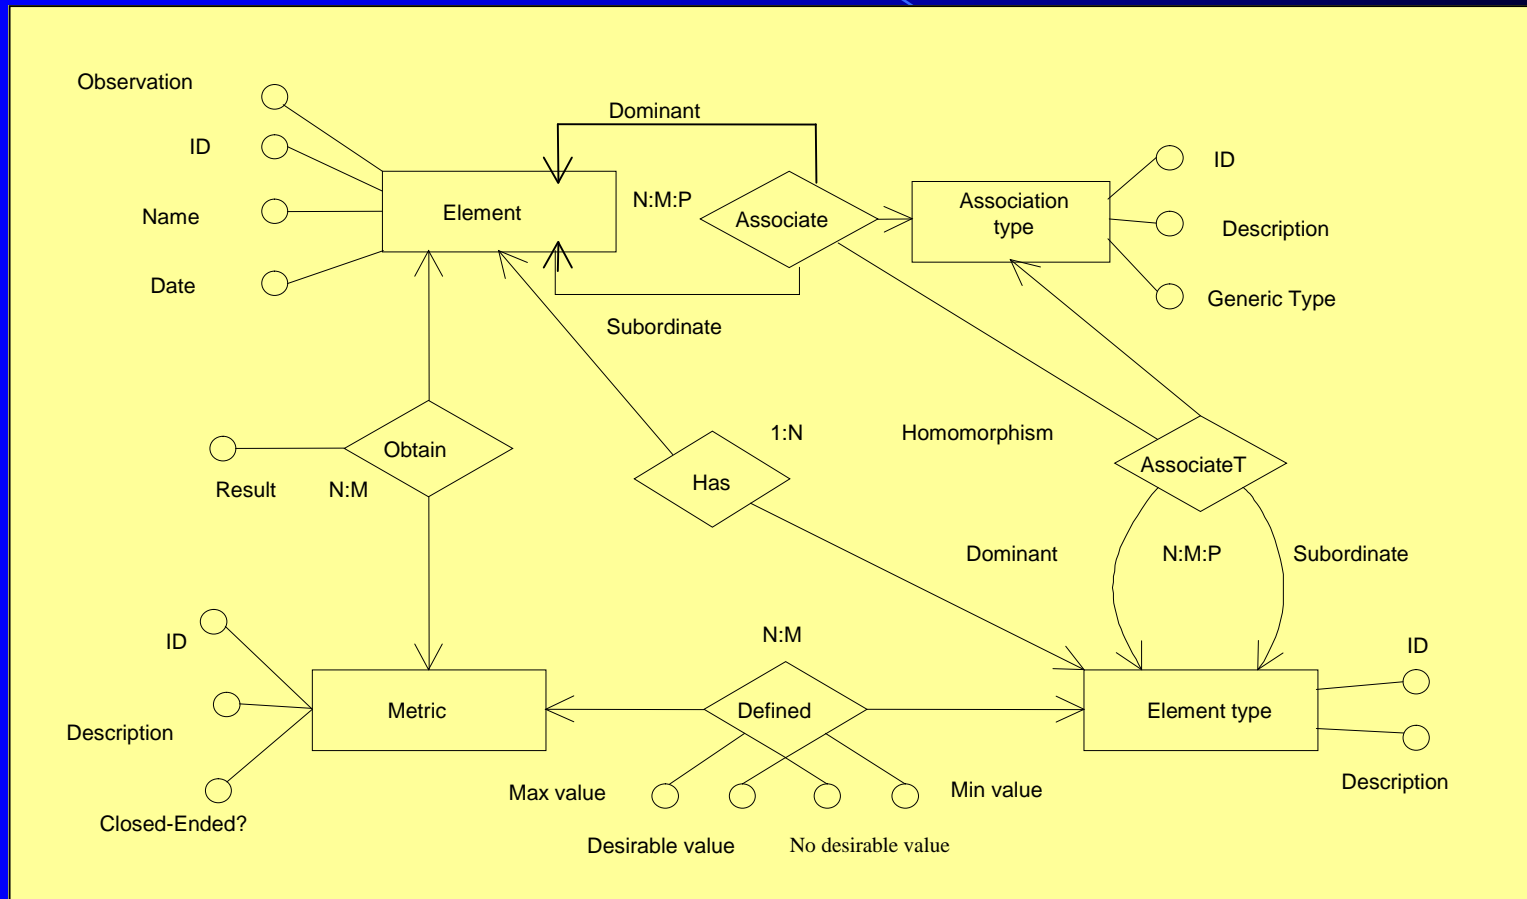 Observation
Dominant
ID
ID
Name
Element
N:M:P
Associate
Association
type
Description
Date
Generic Type
Subordinate
1:N
Homomorphism
Obtain
AssociateT
Has
Result
N:M
Dominant
N:M:P
Subordinate
ID
N:M
ID
Metric
Defined
Element type
Description
Max value
Min value
Description
Closed-Ended?
Desirable value
No desirable value